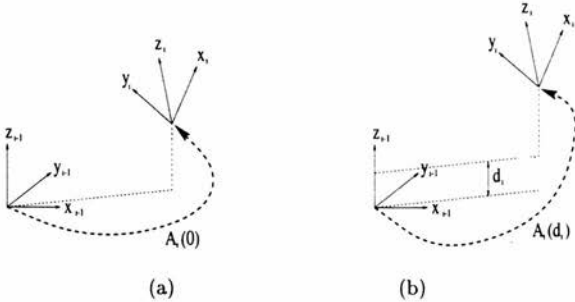 z_i
x_i
y_i
z_{i-1}
y_{i-1}
x_{i-1}
A_i(0)
(a)
z_i
x_i
y_i
z_{i-1}
y_{i-1}
d_i
x_{i-1}
A_i(d_i)
(b)